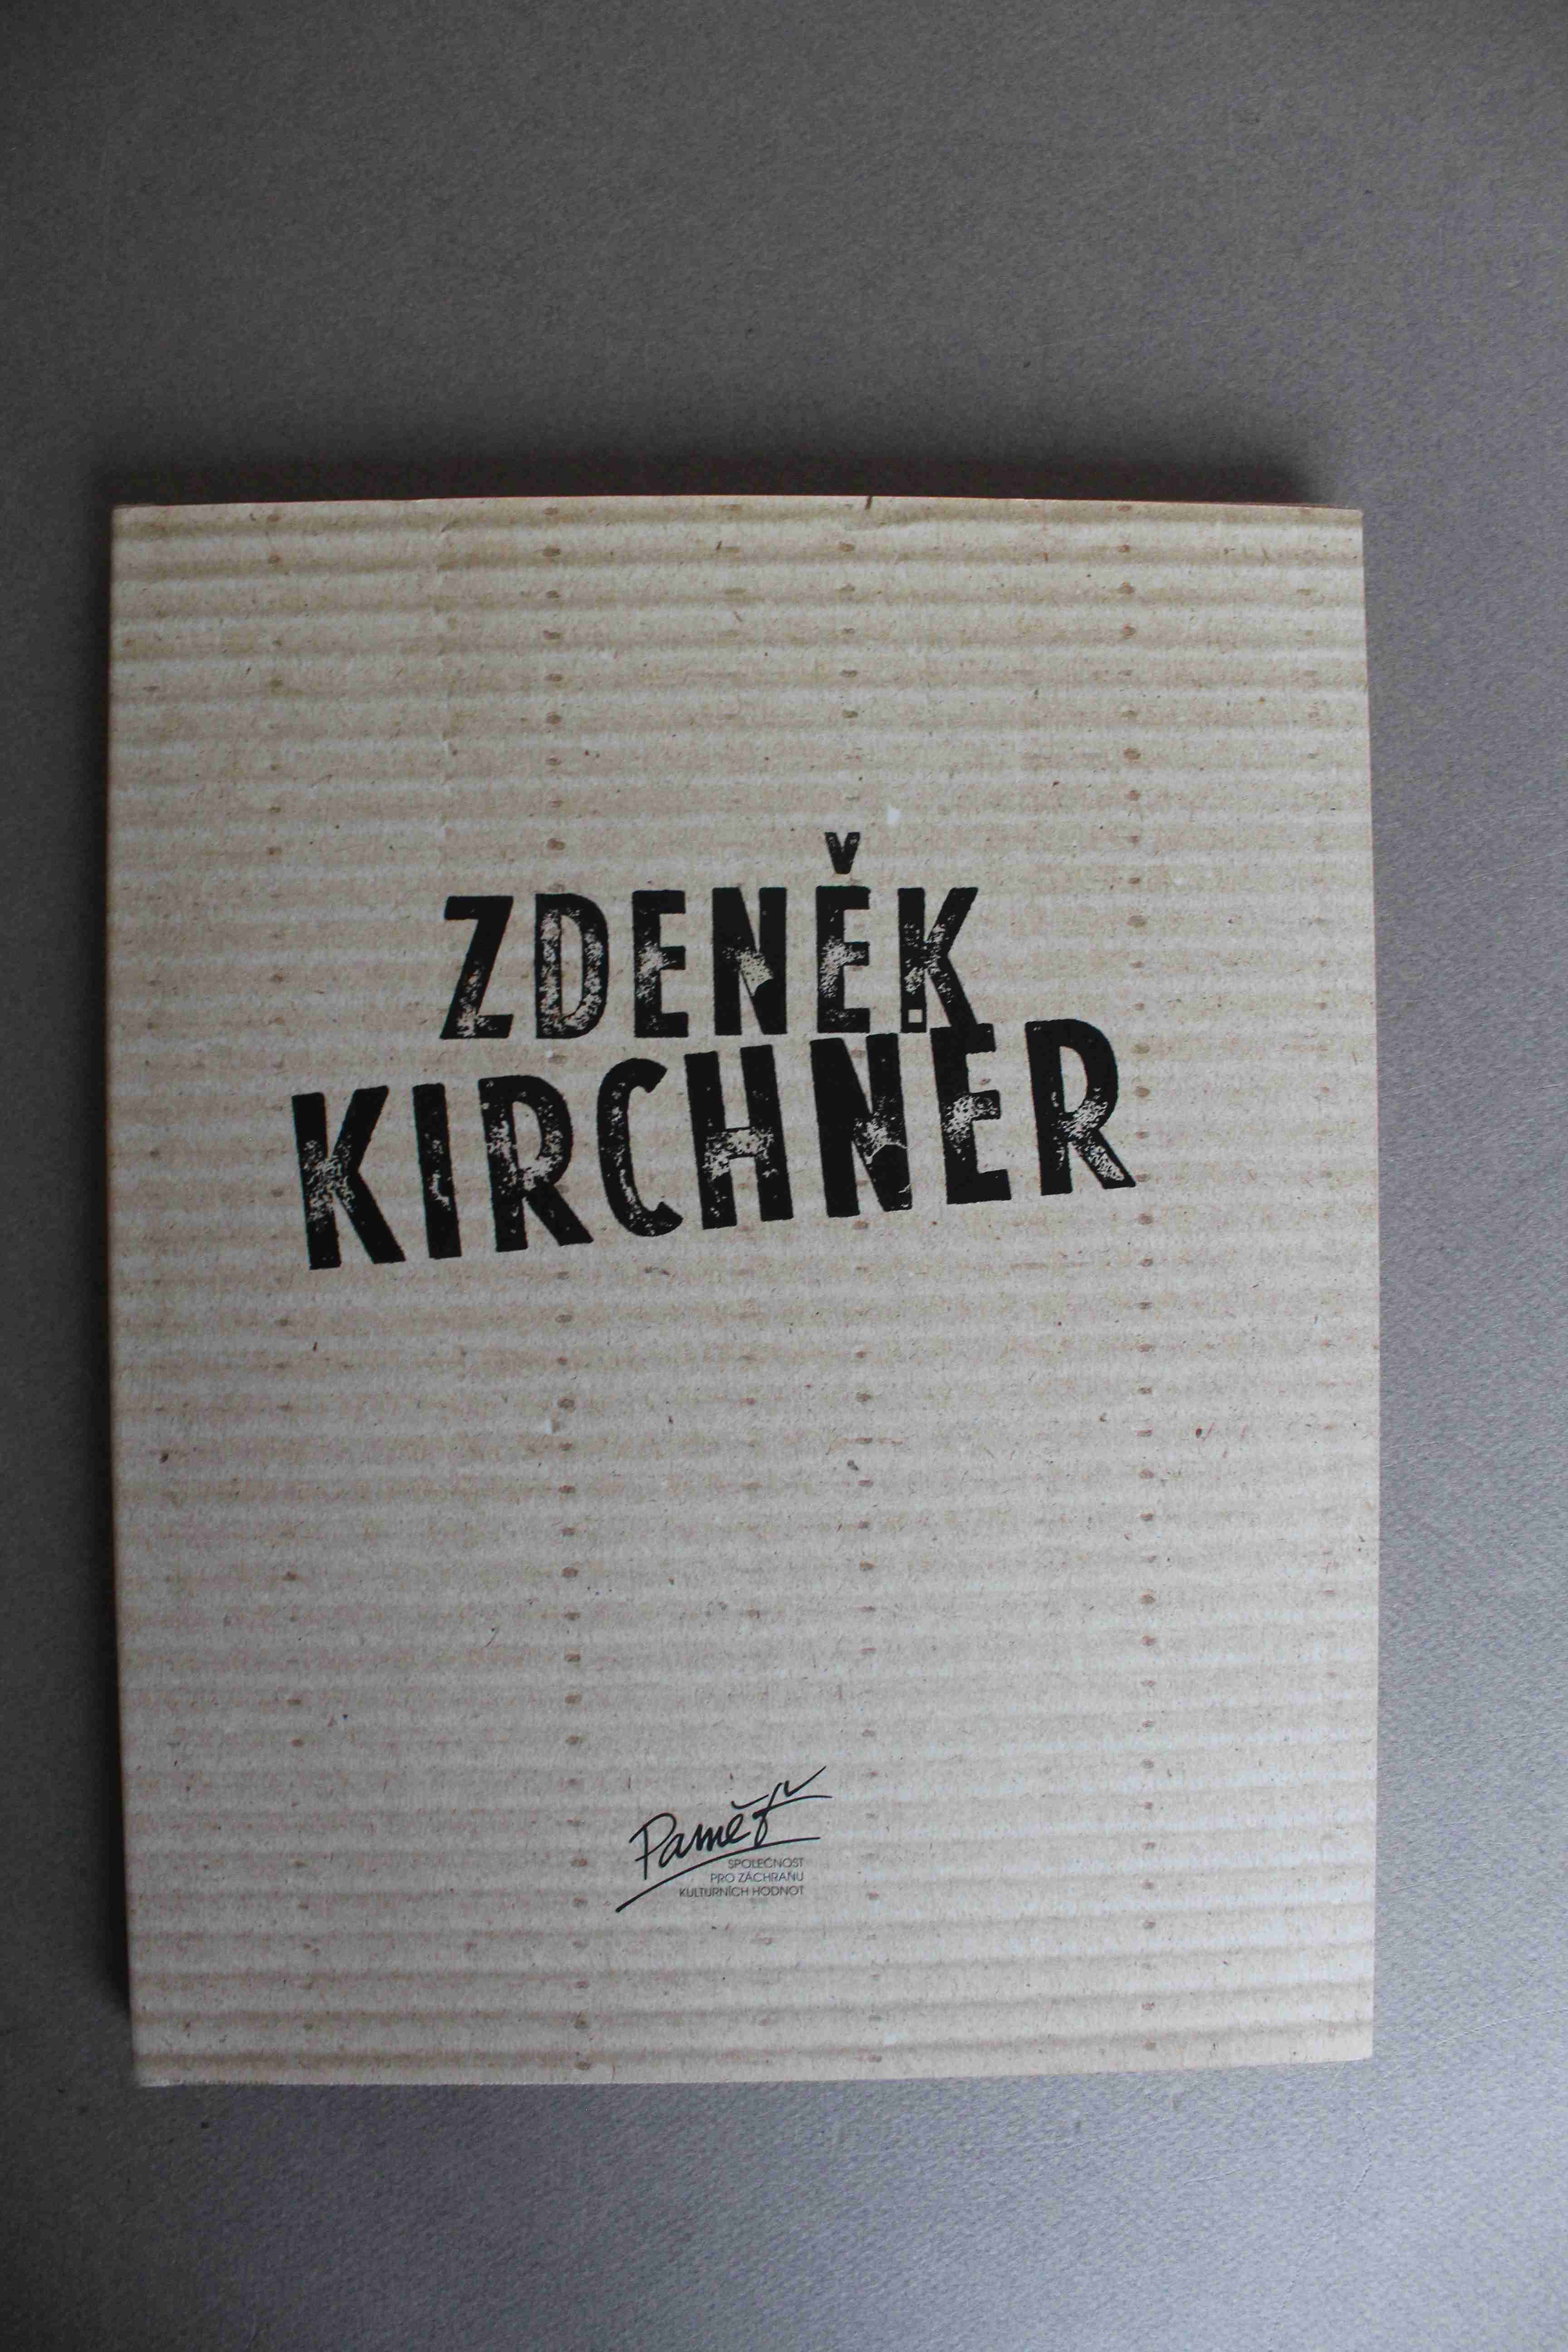 ZDENĚK
KIRCHNER
Paměť
SPOLEČNOST
PRO ZÁCHRANU
KULTURNÍCH HODNOT